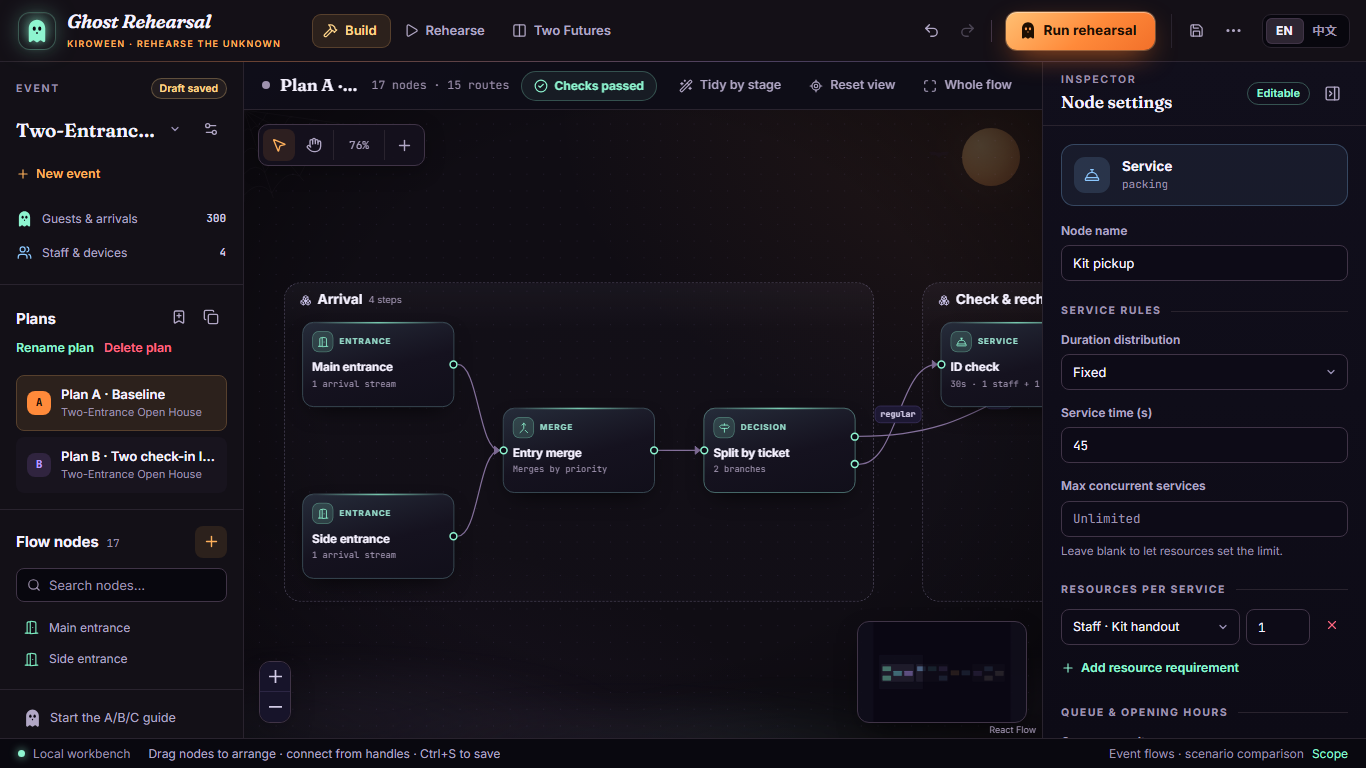 Ghost Rehearsal
KIROWEEN · REHEARSE THE UNKNOWN
Build
Rehearse
Two Futures
Run rehearsal
EN
中文
EVENT
Draft saved
Two-Entranc...
New event
Guests & arrivals
300
Staff & devices
4
Plans
Rename plan
Delete plan
A
Plan A · Baseline
Two-Entrance Open House
B
Plan B · Two check-in l...
Two-Entrance Open House
Flow nodes 17
Search nodes...
Main entrance
Side entrance
Start the A/B/C guide
Plan A ·...
17 nodes · 15 routes
Checks passed
Tidy by stage
Reset view
Whole flow
76%
Arrival 4 steps
ENTRANCE
Main entrance
1 arrival stream
MERGE
Entry merge
Merges by priority
DECISION
Split by ticket
2 branches
ENTRANCE
Side entrance
1 arrival stream
regular
Check & rech
SERVICE
ID check
30s · 1 staff + 1
React Flow
INSPECTOR
Node settings
Editable
Service
packing
Node name
Kit pickup
SERVICE RULES
Duration distribution
Fixed
Service time (s)
45
Max concurrent services
Unlimited
Leave blank to let resources set the limit.
RESOURCES PER SERVICE
Staff · Kit handout
1
Add resource requirement
QUEUE & OPENING HOURS
Local workbench
Drag nodes to arrange · connect from handles · Ctrl+S to save
Event flows · scenario comparison
Scope